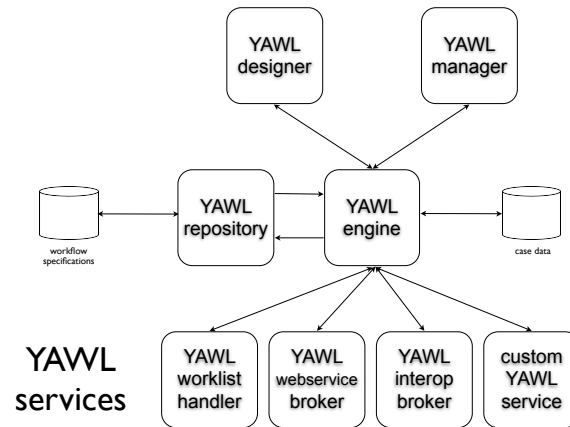 YAWL
designer
YAWL
manager
YAWL
repository
YAWL
engine
workflow
specifications
case data
YAWL
services
YAWL
worklist
handler
YAWL
webservice
broker
YAWL
interop
broker
custom
YAWL
service